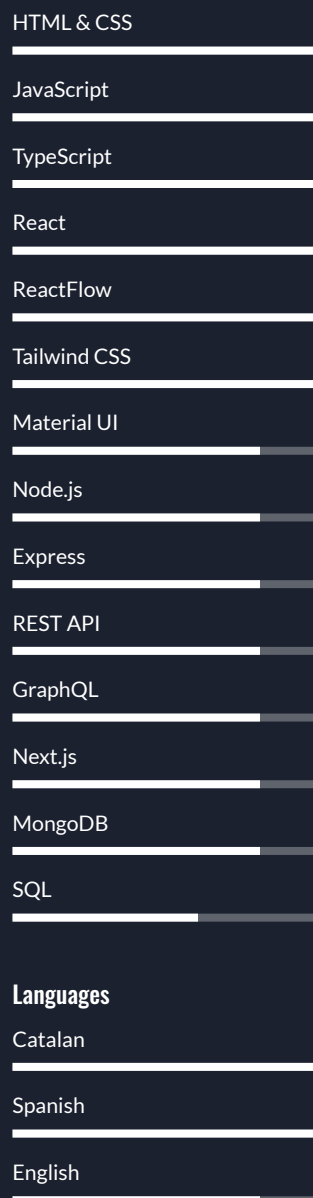 HTML & CSS
JavaScript
TypeScript
React
ReactFlow
Tailwind CSS
Material UI
Node.js
Express
REST API
GraphQL
Next.js
MongoDB
SQL
Languages
Catalan
Spanish
English